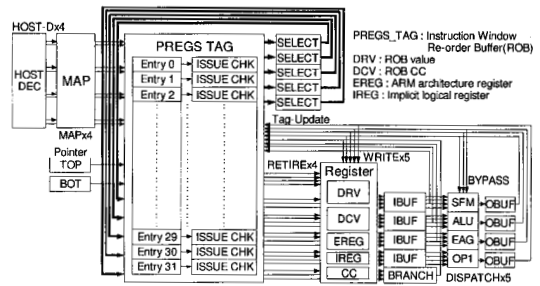 HOST-Dx4
HOST
DEC
MAP
MAPx4
Pointer
TOP
BOT
PREGS TAG
Entry 0
ISSUE CHK
Entry 1
ISSUE CHK
Entry 2
ISSUE CHK
Entry 29
ISSUE CHK
Entry 30
ISSUE CHK
Entry 31
ISSUE CHK
SELECT
SELECT
SELECT
SELECT
SELECT
PREGS_TAG : Instruction Window
Re-order Buffer(ROB)
DRV : ROB value
DCV : ROB CC
EREG : ARM architecture register
IREG : Implicit logical register
Tag-Update
RETIREx4
WRITEx5
Register
DRV
DCV
EREG
IREG
CC
IBUF
IBUF
IBUF
IBUF
BRANCH
BYPASS
SFM
OBUF
ALU
OBUF
EAG
OBUF
OP1
OBUF
DISPATCHx5